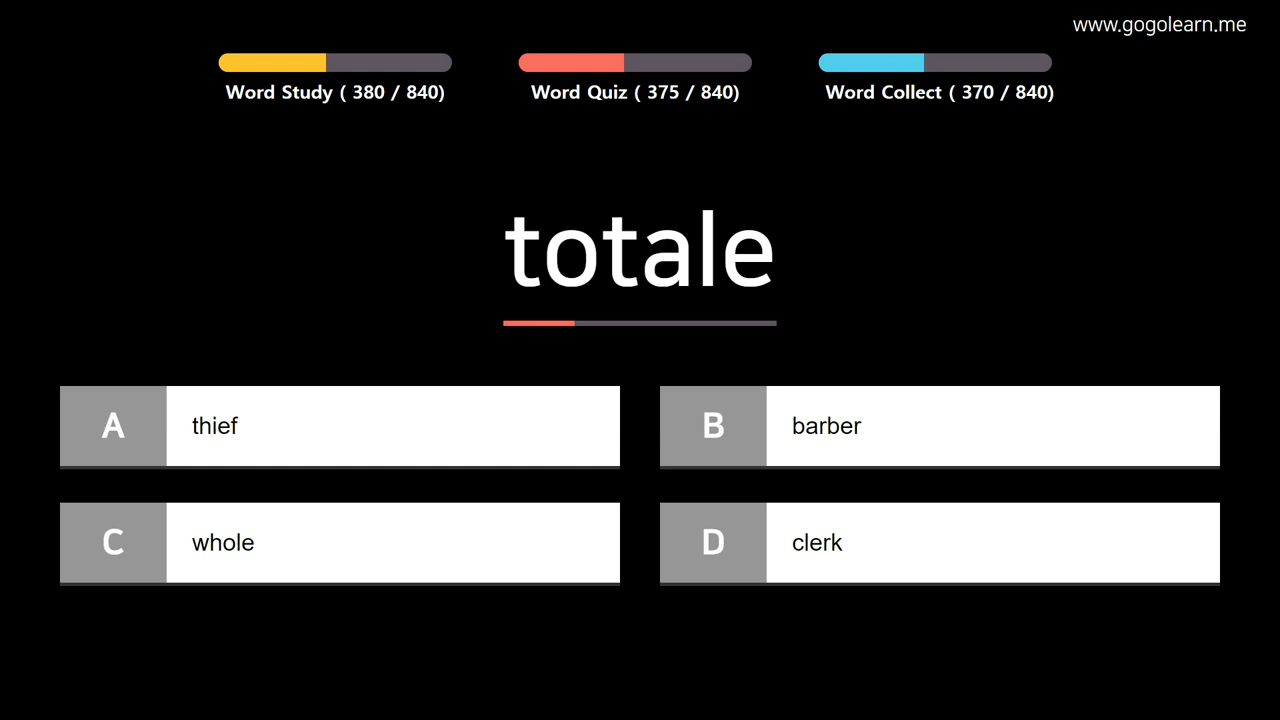 www.gogolearn.me
Word Study ( 380 / 840)
Word Quiz ( 375 / 840)
Word Collect ( 370 / 840)
totale
A thief
B barber
C whole
D clerk